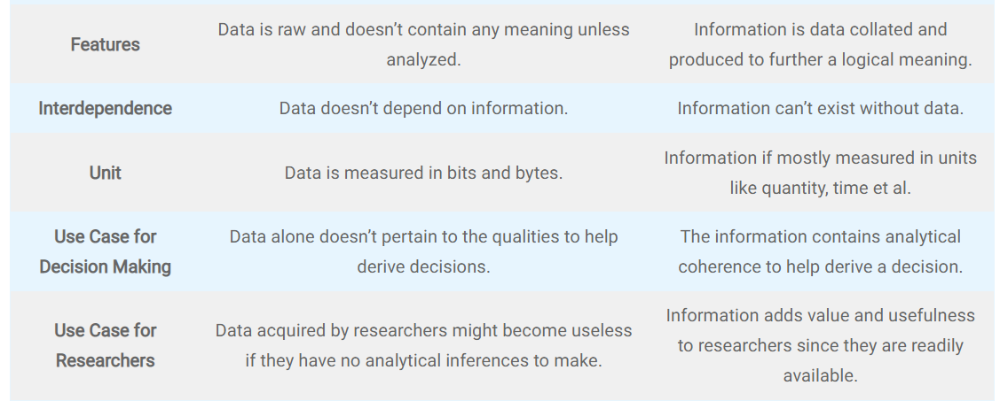 Features
Data is raw and doesn’t contain any meaning unless
analyzed.
Information is data collated and
produced to further a logical meaning.
Interdependence
Data doesn’t depend on information.
Information can’t exist without data.
Unit
Data is measured in bits and bytes.
Information if mostly measured in units
like quantity, time et al.
Use Case for
Decision Making
Data alone doesn’t pertain to the qualities to help
derive decisions.
The information contains analytical
coherence to help derive a decision.
Use Case for
Researchers
Data acquired by researchers might become useless
if they have no analytical inferences to make.
Information adds value and usefulness
to researchers since they are readily
available.